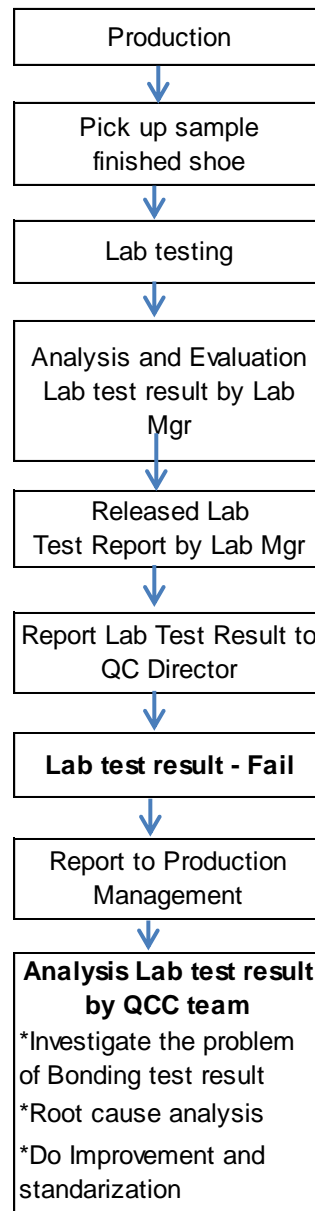 Production
Pick up sample
finished shoe
Lab testing
Analysis and Evaluation
Lab test result by Lab
Mgr
Released Lab
Test Report by Lab Mgr
Report Lab Test Result to
QC Director
Lab test result - Fail
Report to Production
Management
Analysis Lab test result
by QCC team
*Investigate the problem
of Bonding test result
*Root cause analysis
*Do Improvement and
standarization